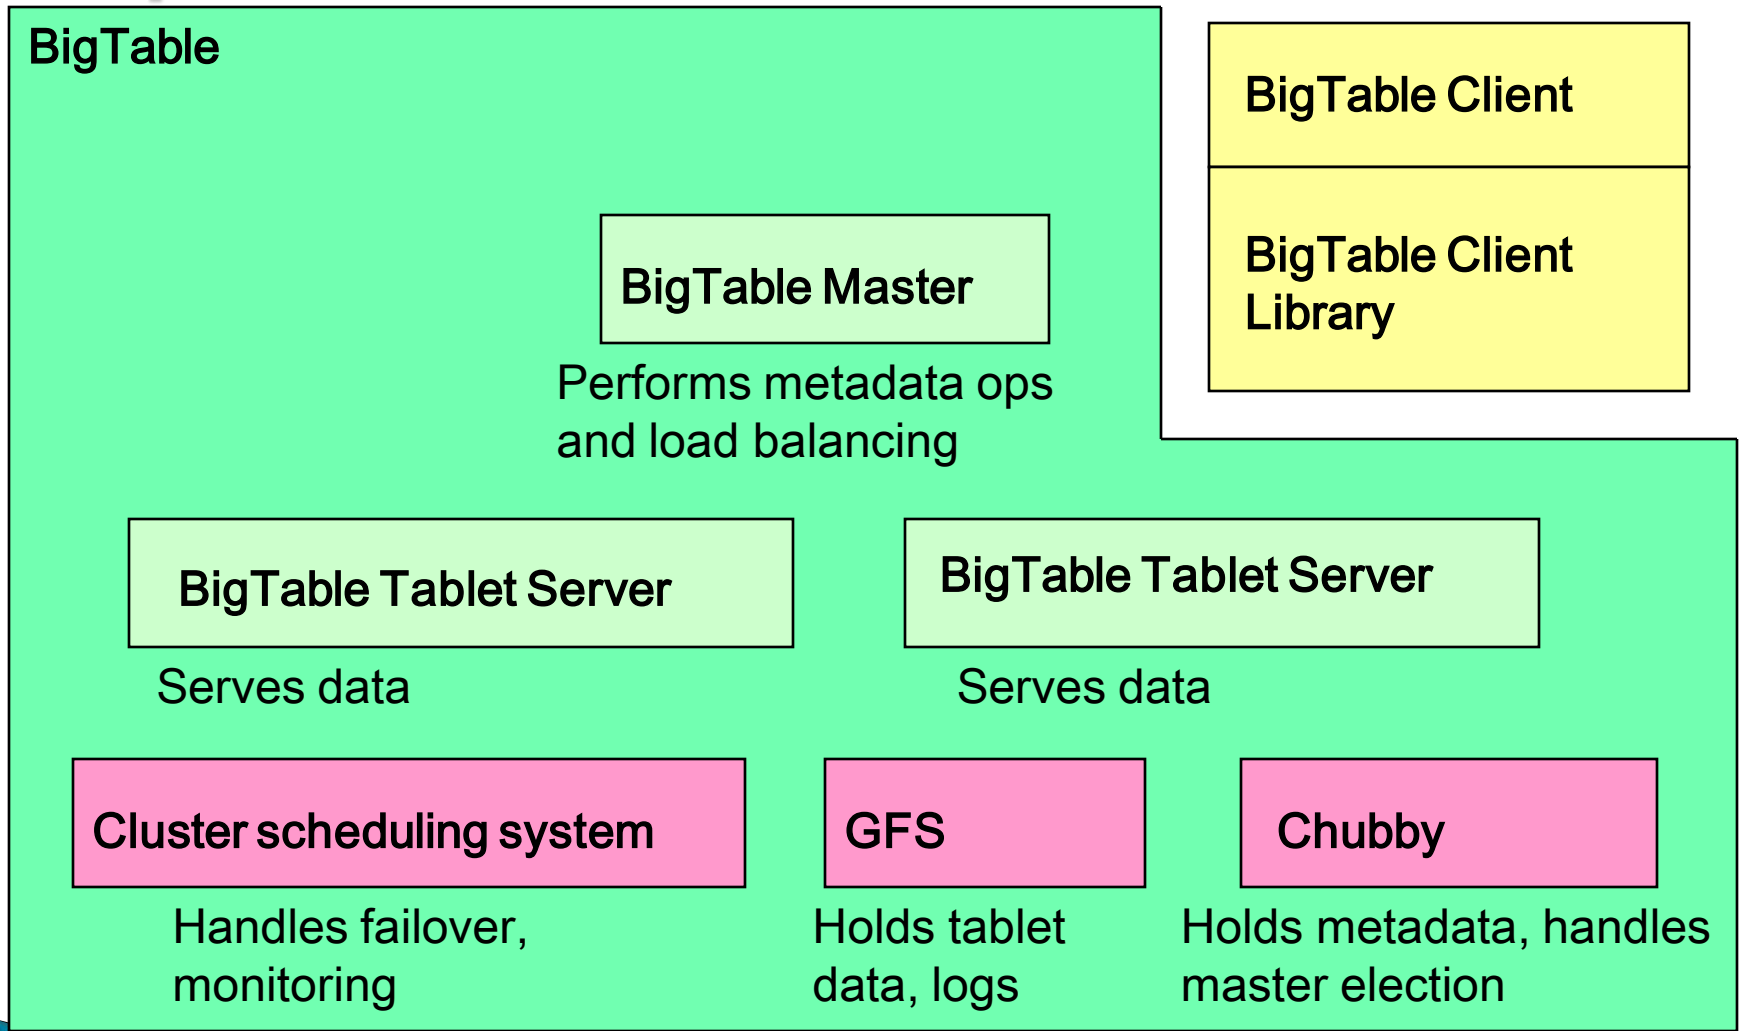 BigTable
BigTable Client
BigTable Client
Library
BigTable Master
Performs metadata ops
and load balancing
BigTable Tablet Server
BigTable Tablet Server
Serves data
Serves data
Cluster scheduling system
GFS
Chubby
Handles failover,
monitoring
Holds tablet
data, logs
Holds metadata, handles
master election